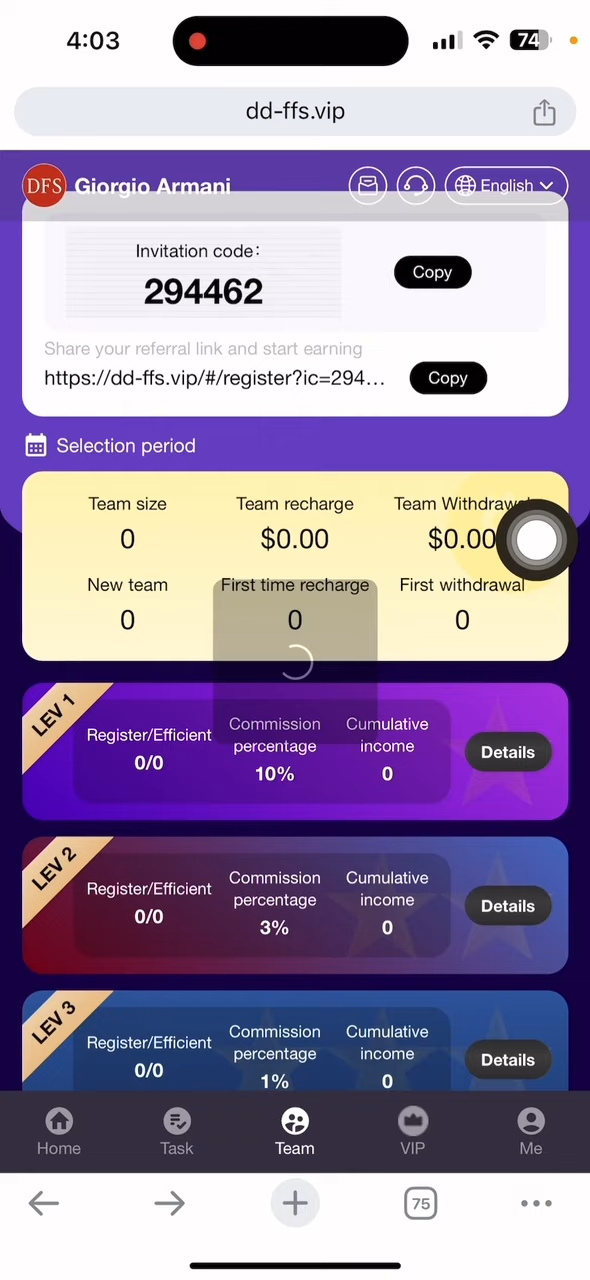 4:03
74
dd-ffs.vip
DFS Giorgio Armani English
Invitation code:
294462
Copy
Share your referral link and start earning
https://dd-ffs.vip/#/register?ic=294...
Copy
Selection period
Team size Team recharge Team Withdrawal
0 $0.00 $0.00
New team First time recharge First withdrawal
0 0 0
LEV 1
Register/Efficient
0/0
Commission
percentage
10%
Cumulative
income
0
Details
LEV 2
Register/Efficient
0/0
Commission
percentage
3%
Cumulative
income
0
Details
LEV 3
Register/Efficient
0/0
Commission
percentage
1%
Cumulative
income
0
Details
Home Task Team VIP Me
75